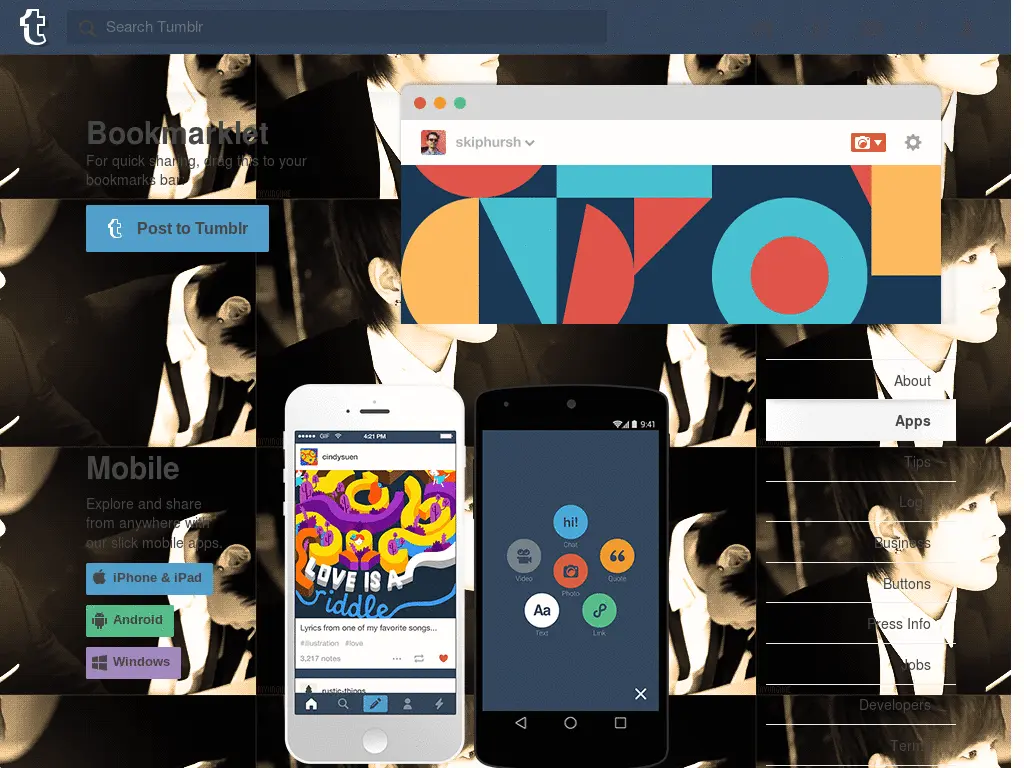 Search Tumblr
Bookmarklet
For quick sharing, drag this to your
bookmarks bar.
Post to Tumblr
skiphursh
About
Apps
Tips
Logo
Business
Buttons
Press Info
Jobs
Developers
Terms
Mobile
Explore and share
from anywhere with
our slick mobile apps.
iPhone & iPad
Android
Windows
GIF
4:21 PM
cindysuen
LOVE IS A
riddle
Lyrics from one of my favorite songs...
#illustration #love
3,217 notes
rustic-things
9:41
hi!
Chat
Video
Quote
Photo
Aa
Text
Link